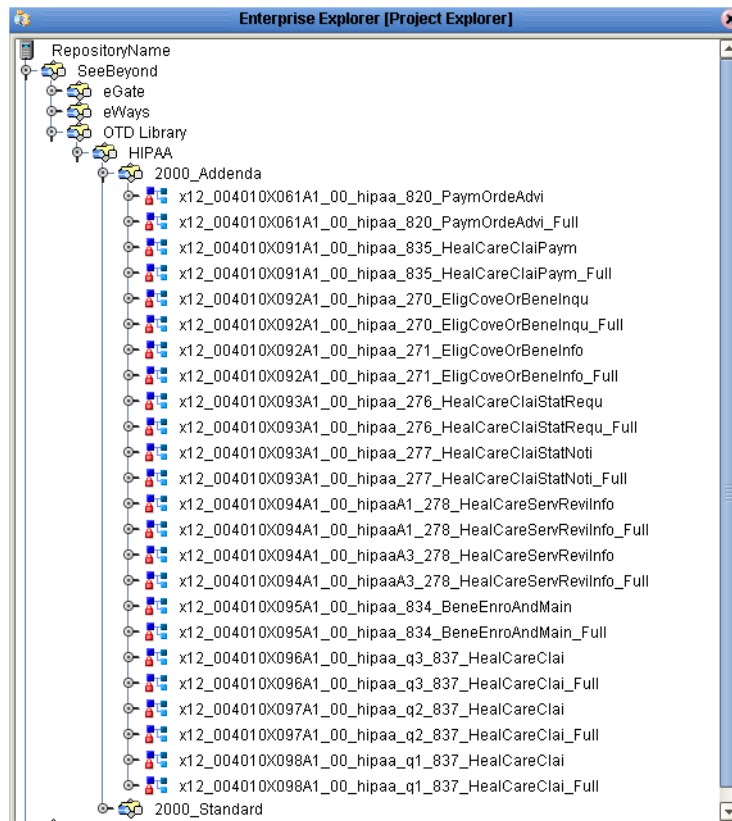 Enterprise Explorer [Project Explorer]
RepositoryName
SeeBeyond
eGate
eWays
OTD Library
HIPAA
2000_Addenda
x12_004010X061A1_00_hipaa_820_PaymOrdeAdvi
x12_004010X061A1_00_hipaa_820_PaymOrdeAdvi_Full
x12_004010X091A1_00_hipaa_835_HealCareClaiPaym
x12_004010X091A1_00_hipaa_835_HealCareClaiPaym_Full
x12_004010X092A1_00_hipaa_270_EligCoveOrBeneInqu
x12_004010X092A1_00_hipaa_270_EligCoveOrBeneInqu_Full
x12_004010X092A1_00_hipaa_271_EligCoveOrBeneInfo
x12_004010X092A1_00_hipaa_271_EligCoveOrBeneInfo_Full
x12_004010X093A1_00_hipaa_276_HealCareClaiStatRequ
x12_004010X093A1_00_hipaa_276_HealCareClaiStatRequ_Full
x12_004010X093A1_00_hipaa_277_HealCareClaiStatNoti
x12_004010X093A1_00_hipaa_277_HealCareClaiStatNoti_Full
x12_004010X094A1_00_hipaaA1_278_HealCareServReviInfo
x12_004010X094A1_00_hipaaA1_278_HealCareServReviInfo_Full
x12_004010X094A1_00_hipaaA3_278_HealCareServReviInfo
x12_004010X094A1_00_hipaaA3_278_HealCareServReviInfo_Full
x12_004010X095A1_00_hipaa_834_BeneEnroAndMain
x12_004010X095A1_00_hipaa_834_BeneEnroAndMain_Full
x12_004010X096A1_00_hipaa_q3_837_HealCareClai
x12_004010X096A1_00_hipaa_q3_837_HealCareClai_Full
x12_004010X097A1_00_hipaa_q2_837_HealCareClai
x12_004010X097A1_00_hipaa_q2_837_HealCareClai_Full
x12_004010X098A1_00_hipaa_q1_837_HealCareClai
x12_004010X098A1_00_hipaa_q1_837_HealCareClai_Full
2000_Standard